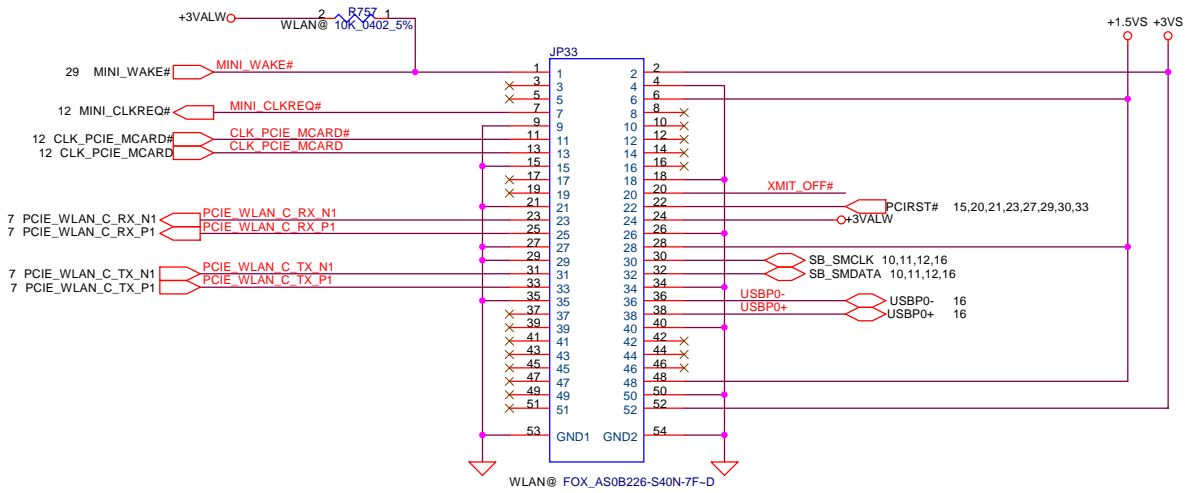 +3VALW 2 R757 1
WLAN@ 10K_0402_5%
+1.5VS +3VS
JP33
29 MINI_WAKE# MINI_WAKE# 1 1 2 2
3 3 4 4
5 5 6 6
12 MINI_CLKREQ# MINI_CLKREQ# 7 7 8 8
9 9 10 10
12 CLK_PCIE_MCARD# CLK_PCIE_MCARD# 11 11 12 12
12 CLK_PCIE_MCARD CLK_PCIE_MCARD 13 13 14 14
15 15 16 16
17 17 18 18
19 19 20 20 XMIT_OFF#
21 21 22 22 PCIRST# 15,20,21,23,27,29,30,33
7 PCIE_WLAN_C_RX_N1 PCIE_WLAN_C_RX_N1 23 23 24 24 +3VALW
7 PCIE_WLAN_C_RX_P1 PCIE_WLAN_C_RX_P1 25 25 26 26
27 27 28 28
29 29 30 30 SB_SMCLK 10,11,12,16
7 PCIE_WLAN_C_TX_N1 PCIE_WLAN_C_TX_N1 31 31 32 32 SB_SMDATA 10,11,12,16
7 PCIE_WLAN_C_TX_P1 PCIE_WLAN_C_TX_P1 33 33 34 34
35 35 36 36 USBP0- USBP0- 16
37 37 38 38 USBP0+ USBP0+ 16
39 39 40 40
41 41 42 42
43 43 44 44
45 45 46 46
47 47 48 48
49 49 50 50
51 51 52 52
53 GND1 GND2 54
WLAN@ FOX_AS0B226-S40N-7F~D